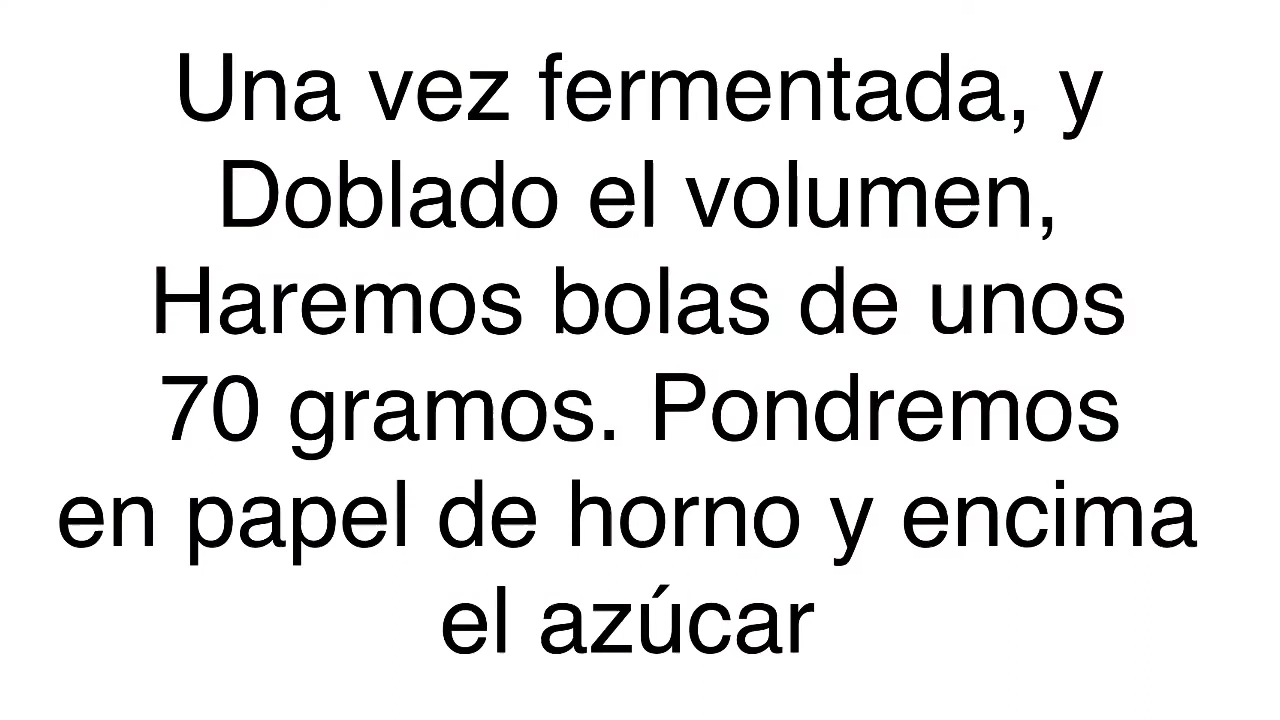 Una vez fermentada, y
Doblado el volumen,
Haremos bolas de unos
70 gramos. Pondremos
en papel de horno y encima
el azúcar